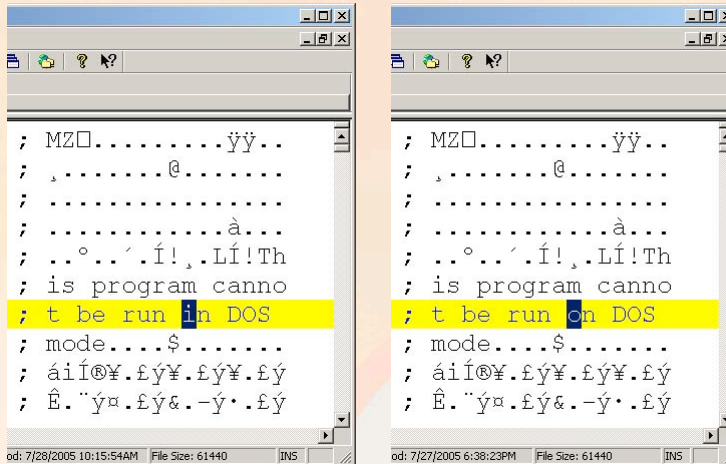 ; MZ□.........ÿÿ..
; ¸.......@.......
; ................
; ............à...
; ..°..´.Í!¸.LÍ!Th
; is program canno
; t be run in DOS
; mode....$.......
; áiÍ®¥.£ý¥.£ý¥.£ý
; Ê.¨ý¤.£ý&.–ý·.£ý
od: 7/28/2005 10:15:54AM File Size: 61440 INS
; MZ□.........ÿÿ..
; ¸.......@.......
; ................
; ............à...
; ..°..´.Í!¸.LÍ!Th
; is program canno
; t be run on DOS
; mode....$.......
; áiÍ®¥.£ý¥.£ý¥.£ý
; Ê.¨ý¤.£ý&.–ý·.£ý
od: 7/27/2005 6:38:23PM File Size: 61440 INS